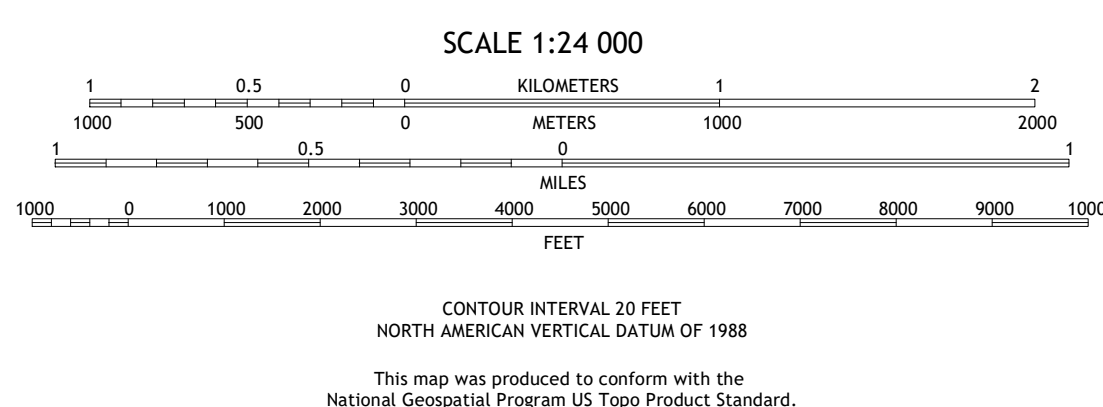 SCALE 1:24 000
1 0.5 0 KILOMETERS 1 2
1000 500 0 METERS 1000 2000
1 0.5 0 1
MILES
1000 0 1000 2000 3000 4000 5000 6000 7000 8000 9000 1000
FEET
CONTOUR INTERVAL 20 FEET
NORTH AMERICAN VERTICAL DATUM OF 1988
This map was produced to conform with the
National Geospatial Program US Topo Product Standard.